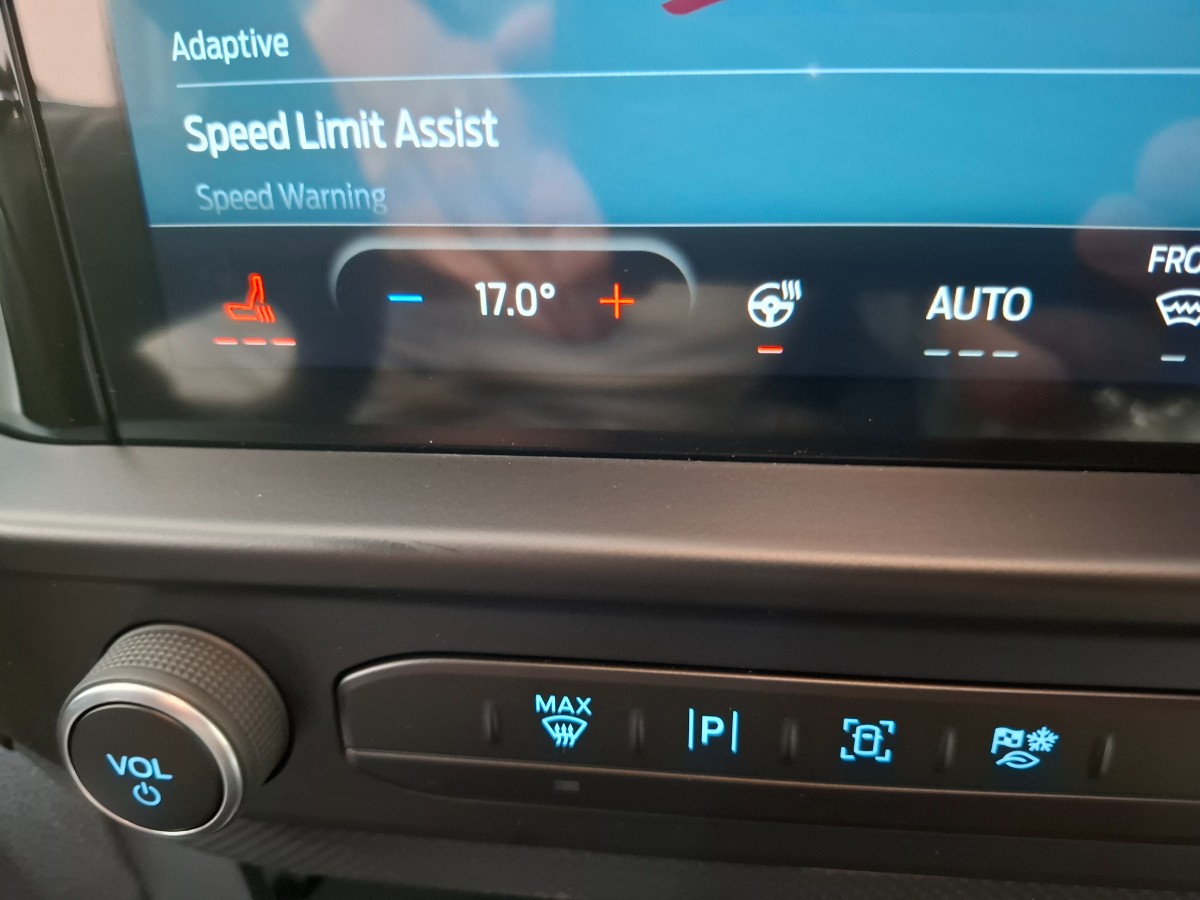 Adaptive
Speed Limit Assist
Speed Warning
17.0°
AUTO
MAX
P
VOL